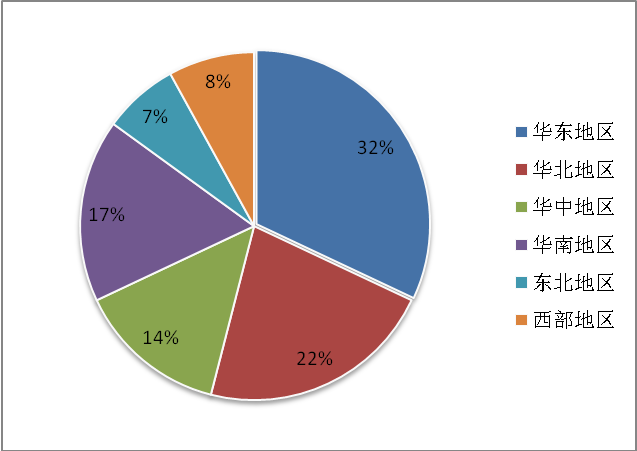 8%
7%
32%
17%
14%
22%
华东地区
华北地区
华中地区
华南地区
东北地区
西部地区